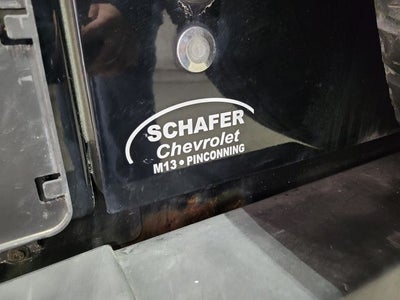 SCHAFER
Chevrolet
M13 • PINCONNING